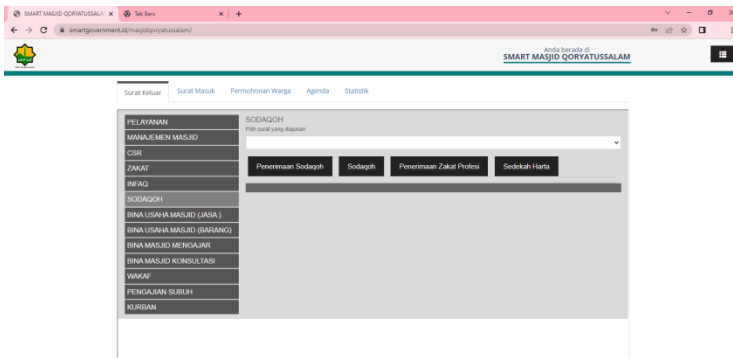 SMART MASJID QORYATUSSALA
Tab Baru
smartgovernment.id/masjidqoryatussalam/
Anda berada di
SMART MASJID QORYATUSSALAM
Surat Keluar Surat Masuk Permohonan Warga Agenda Statistik
PELAYANAN
MANAJEMEN MASJID
CSR
ZAKAT
INFAQ
SODAQOH
BINA USAHA MASJID (JASA )
BINA USAHA MASJID (BARANG)
BINA MASJID MENGAJAR
BINA MASJID KONSULTASI
WAKAF
PENGAJIAN SUBUH
KURBAN
SODAQOH
Pilih surat yang diajukan
Penerimaan Sodaqoh Sodaqoh Penerimaan Zakat Profesi Sedekah Harta